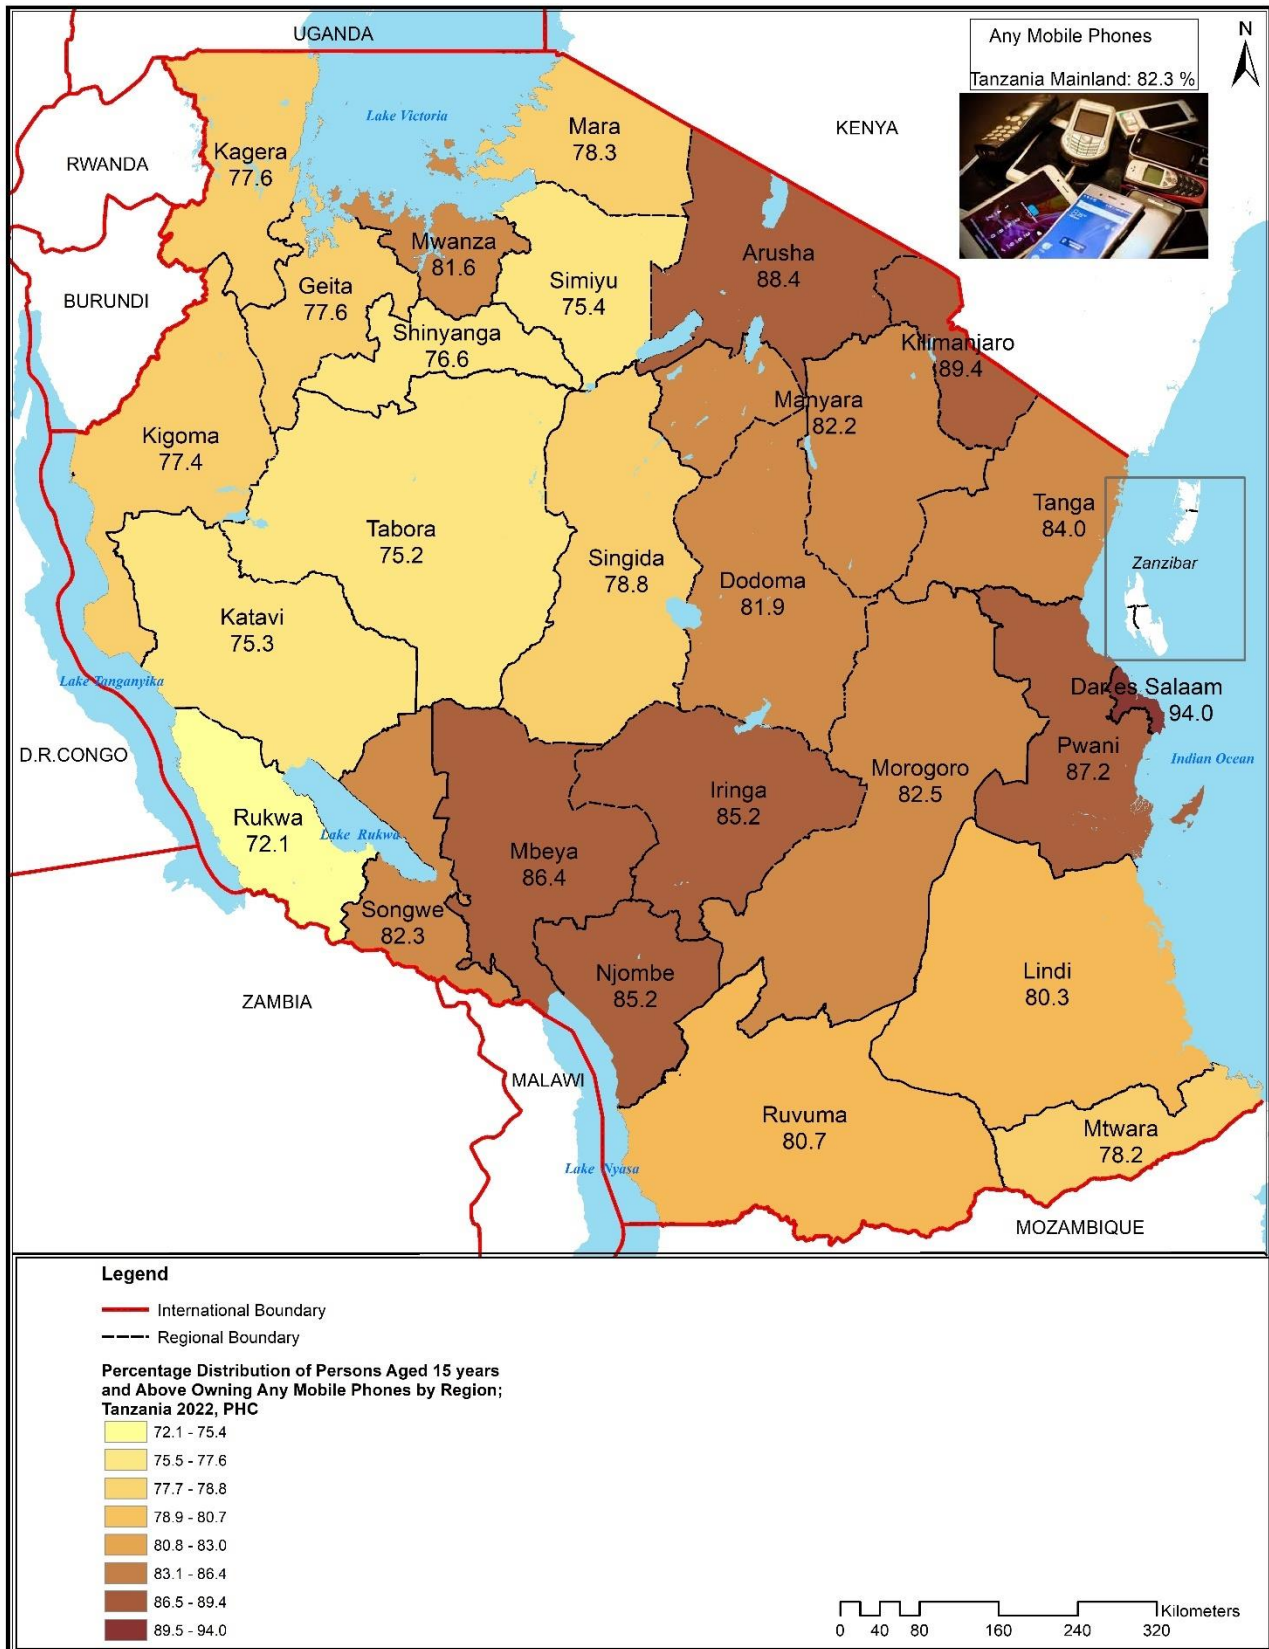 UGANDA
Any Mobile Phones
Tanzania Mainland: 82.3 %
N
Lake Victoria
KENYA
RWANDA
Kagera
77.6
Mara
78.3
BURUNDI
Mwanza
81.6
Geita
77.6
Simiyu
75.4
Arusha
88.4
Shinyanga
76.6
Kilimanjaro
89.4
Manyara
82.2
Kigoma
77.4
Tanga
84.0
Tabora
75.2
Singida
78.8
Dodoma
81.9
Zanzibar
Katavi
75.3
Lake Tanganyika
Dar es Salaam
94.0
D.R.CONGO
Pwani
87.2
Indian Ocean
Rukwa
72.1
Lake Rukwa
Iringa
85.2
Morogoro
82.5
Mbeya
86.4
Songwe
82.3
Njombe
85.2
Lindi
80.3
ZAMBIA
MALAWI
Ruvuma
80.7
Mtwara
78.2
Lake Nyasa
MOZAMBIQUE
Legend
International Boundary
Regional Boundary
Percentage Distribution of Persons Aged 15 years
and Above Owning Any Mobile Phones by Region;
Tanzania 2022, PHC
72.1 - 75.4
75.5 - 77.6
77.7 - 78.8
78.9 - 80.7
80.8 - 83.0
83.1 - 86.4
86.5 - 89.4
89.5 - 94.0
Kilometers
0 40 80 160 240 320